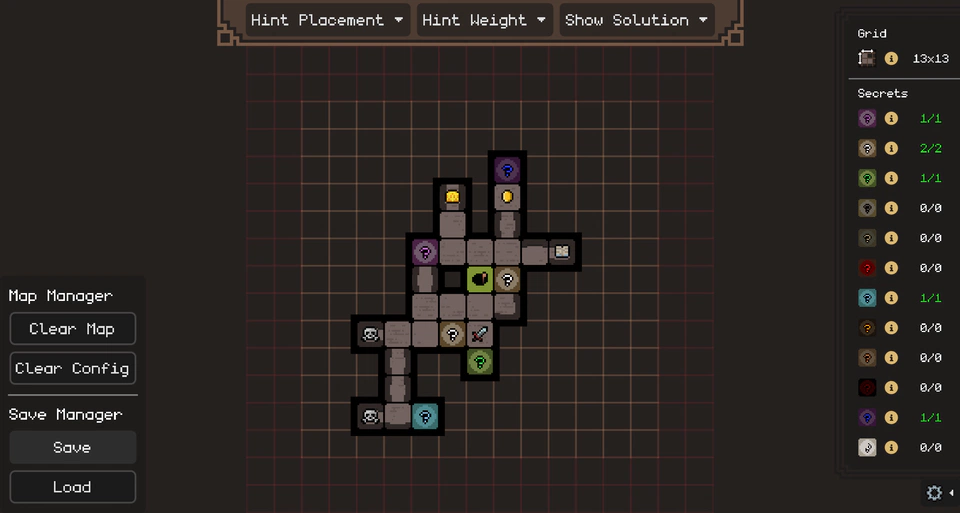 Hint Placement
Hint Weight
Show Solution
Grid
13x13
Secrets
1/1
2/2
1/1
0/0
0/0
0/0
1/1
0/0
0/0
0/0
1/1
0/0
Map Manager
Clear Map
Clear Config
Save Manager
Save
Load